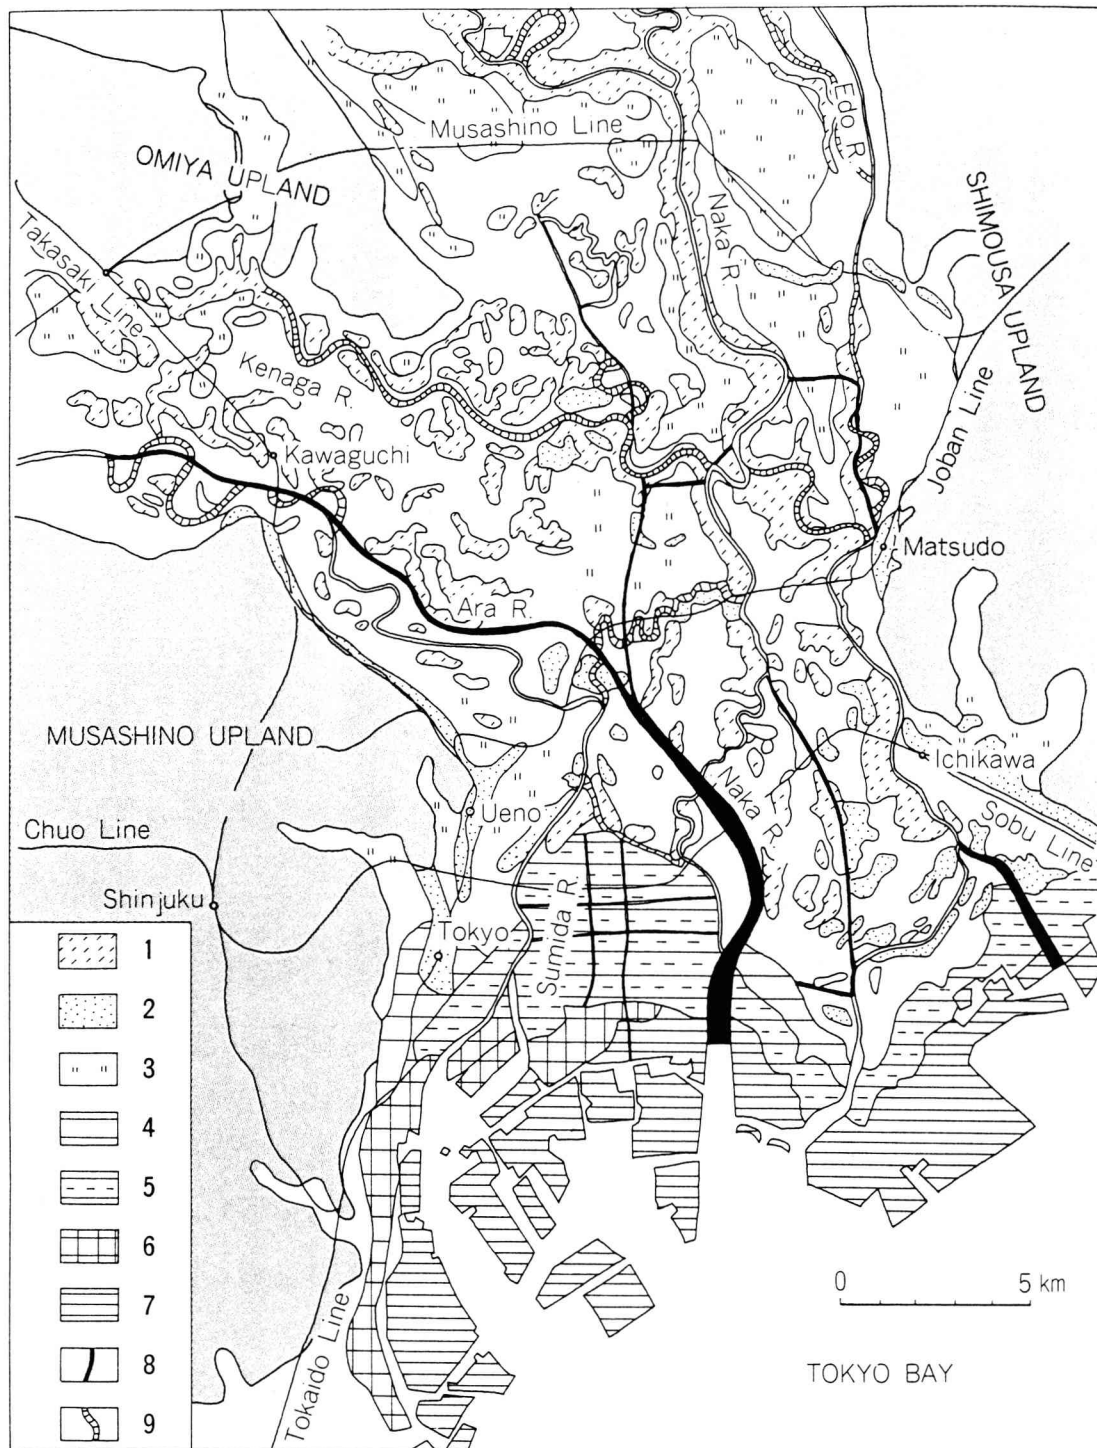 Musashino Line
Edo R.
OMIYA UPLAND
SHIMOUSA UPLAND
Takasaki Line
Naka R.
Kenaga R.
Joban Line
Kawaguchi
Matsudo
Ara R.
MUSASHINO UPLAND
Ichikawa
Naka R.
Ueno
Sobu Line
Chuo Line
Shinjuku
Sumida R.
Tokyo
1
2
3
4
5
6
7
8
9
0 5 km
Tokaido Line
TOKYO BAY